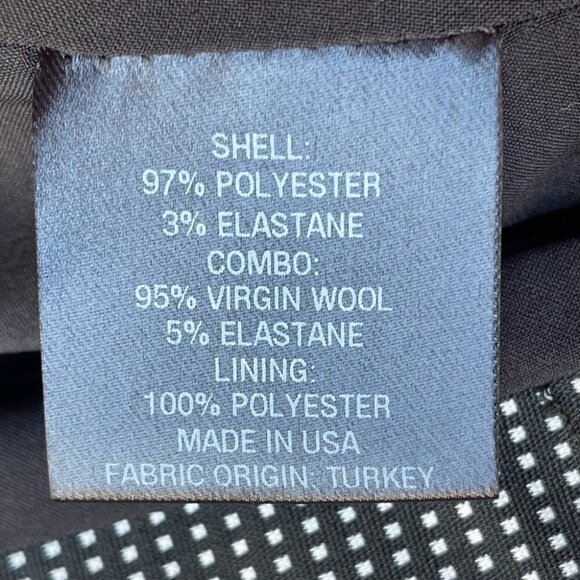 SHELL:
97% POLYESTER
3% ELASTANE
COMBO:
95% VIRGIN WOOL
5% ELASTANE
LINING:
100% POLYESTER
MADE IN USA
FABRIC ORIGIN: TURKEY